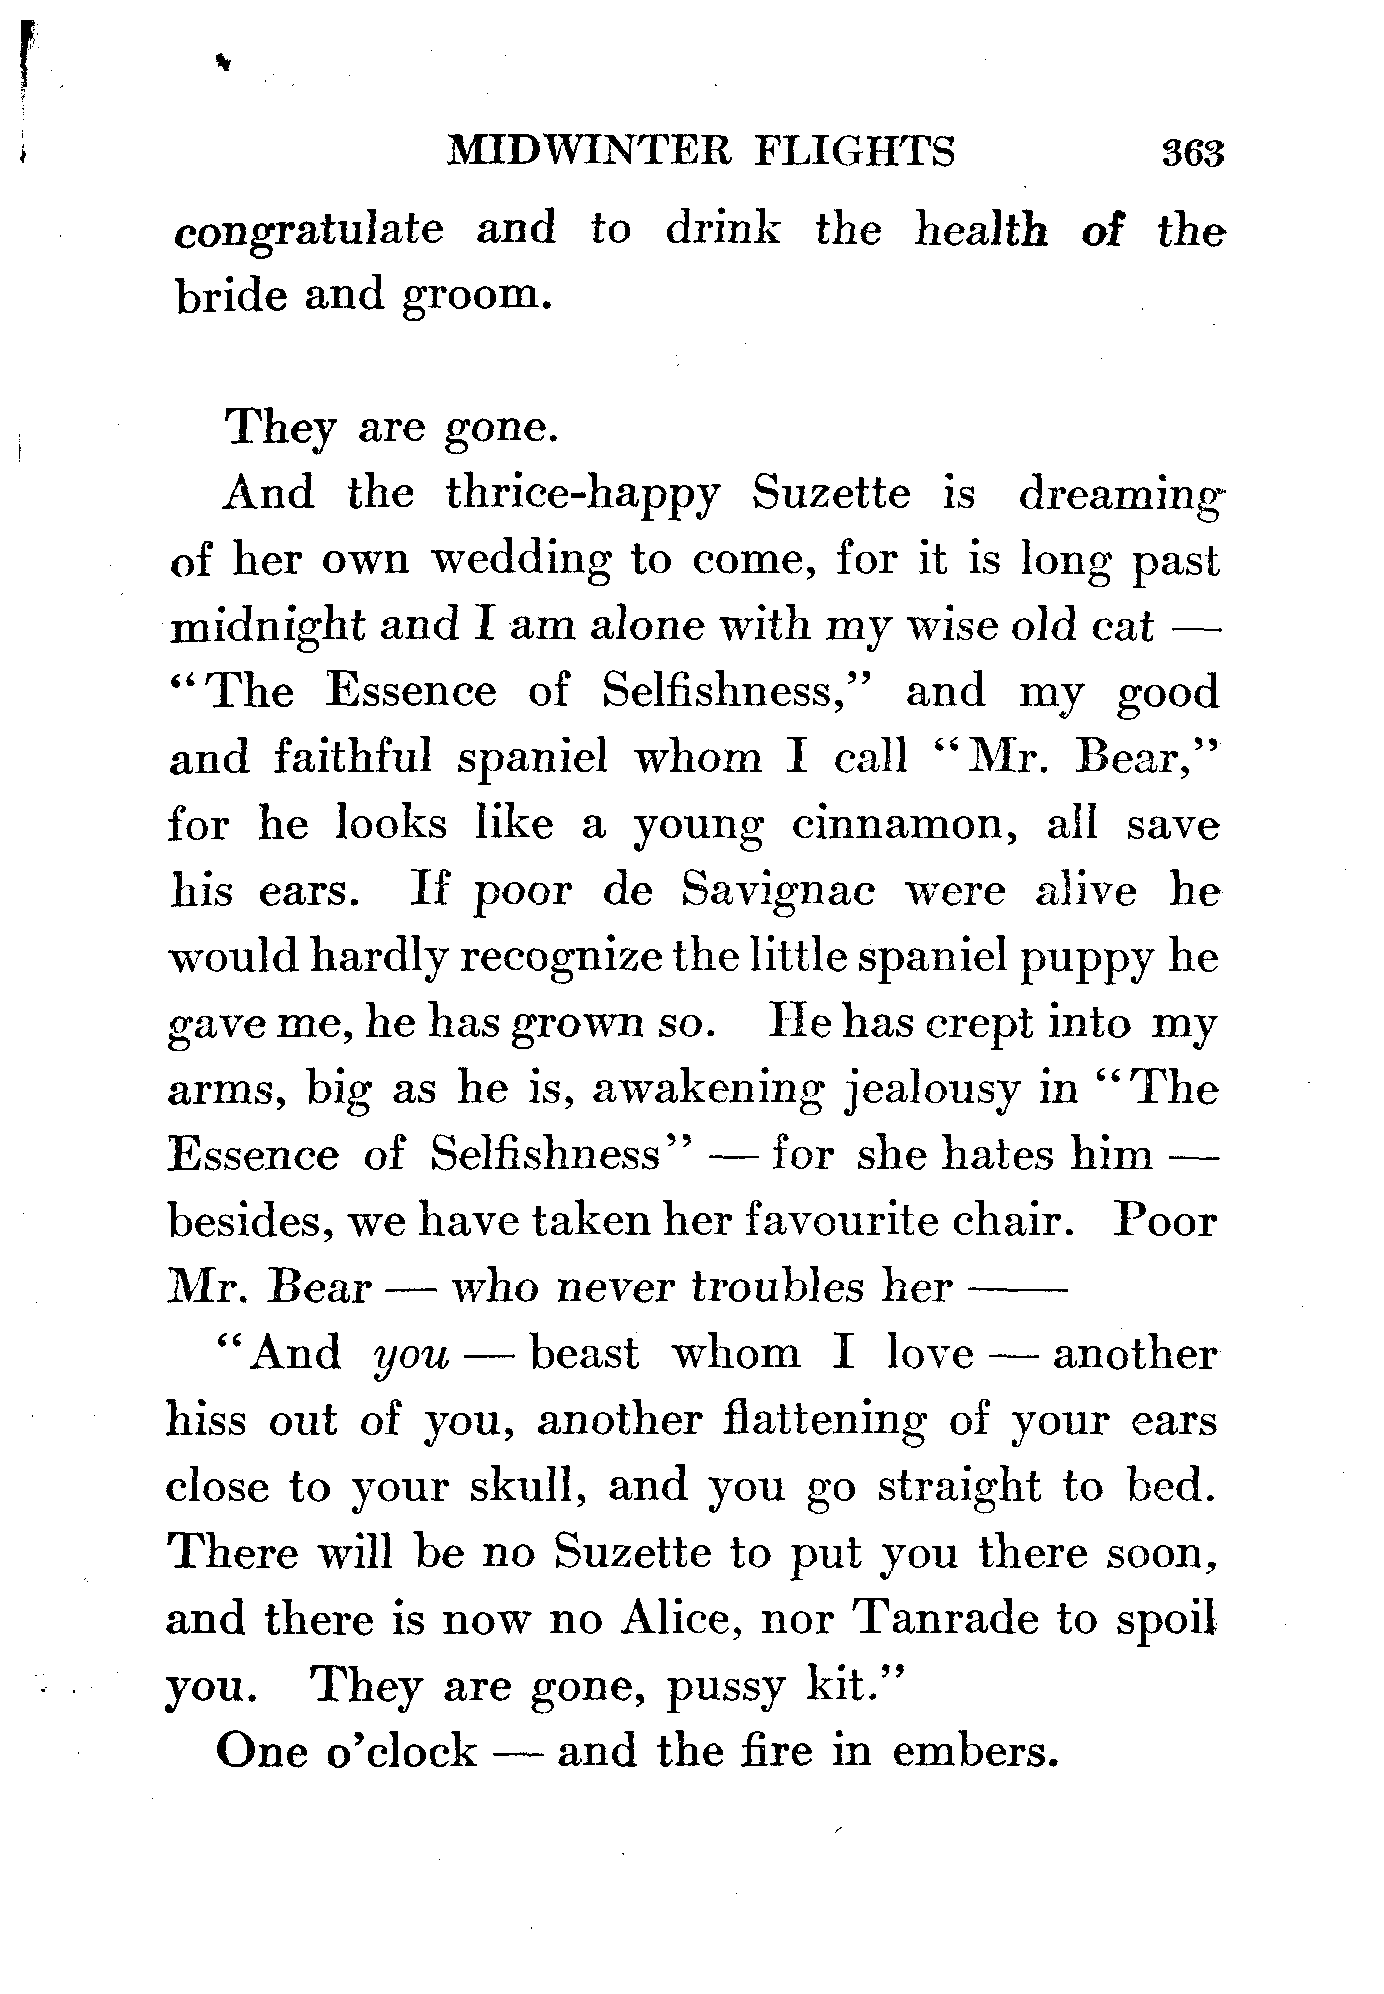 MIDWINTER FLIGHTS 363
congratulate and to drink the health of the
bride and groom.
They are gone.
And the thrice-happy Suzette is dreaming
of her own wedding to come, for it is long past
midnight and I am alone with my wise old cat —
“The Essence of Selfishness,” and my good
and faithful spaniel whom I call “Mr. Bear,”
for he looks like a young cinnamon, all save
his ears. If poor de Savignac were alive he
would hardly recognize the little spaniel puppy he
gave me, he has grown so. He has crept into my
arms, big as he is, awakening jealousy in “The
Essence of Selfishness” — for she hates him —
besides, we have taken her favourite chair. Poor
Mr. Bear — who never troubles her ——
“And you — beast whom I love — another
hiss out of you, another flattening of your ears
close to your skull, and you go straight to bed.
There will be no Suzette to put you there soon,
and there is now no Alice, nor Tanrade to spoil
you. They are gone, pussy kit.”
One o’clock — and the fire in embers.